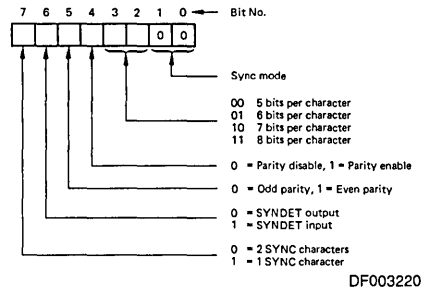 7 6 5 4 3 2 1 0 Bit No.
0 0
Sync mode
00 5 bits per character
01 6 bits per character
10 7 bits per character
11 8 bits per character
0 = Parity disable, 1 = Parity enable
0 = Odd parity, 1 = Even parity
0 = SYNDET output
1 = SYNDET input
0 = 2 SYNC characters
1 = 1 SYNC character
DF003220